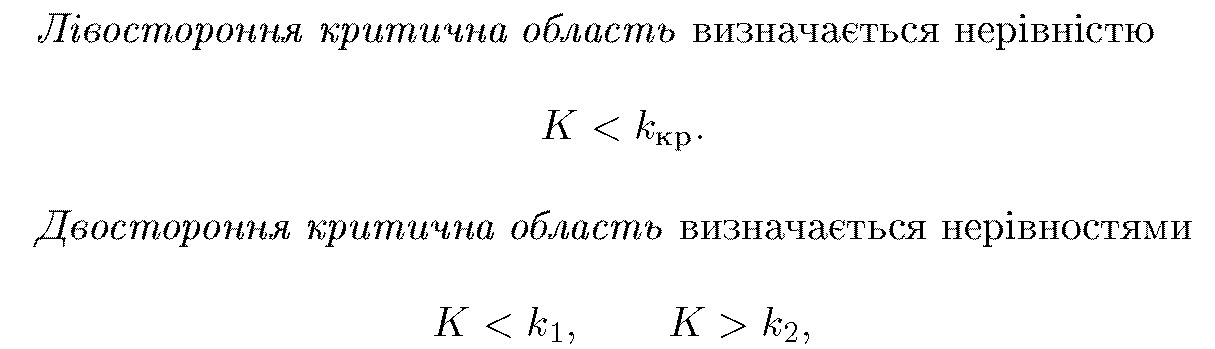 Лівостороння критична область визначається нерівністю
K < k_кр.
Двостороння критична область визначається нерівностями
K < k_1, K > k_2,